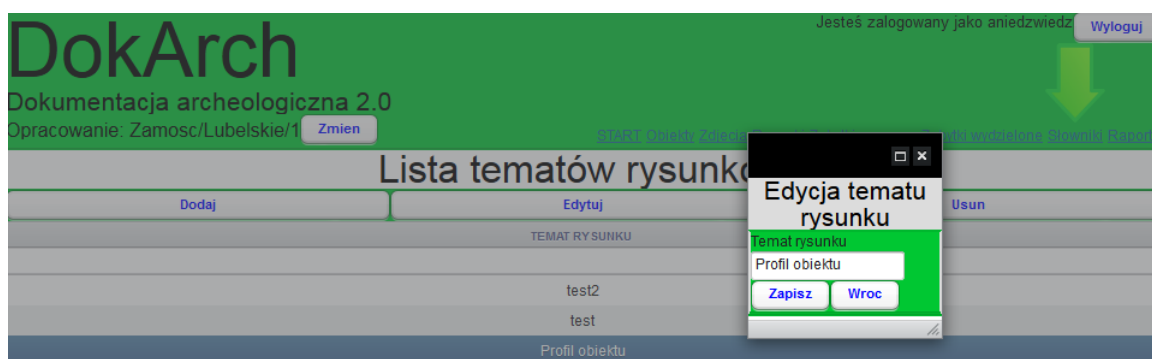 DokArch
Jesteś zalogowany jako aniedzwiedz Wyloguj
Dokumentacja archeologiczna 2.0
Opracowanie: Zamosc/Lubelskie/1 Zmien
START Obiekty Zdjecia wydzielone Słowniki Raport
Lista tematów
Dodaj Edytuj Usun
TEMAT RYSUNKU
test2
test
Profil obiektu
Edycja tematu
rysunku
Temat rysunku
Profil obiektu
Zapisz Wroc